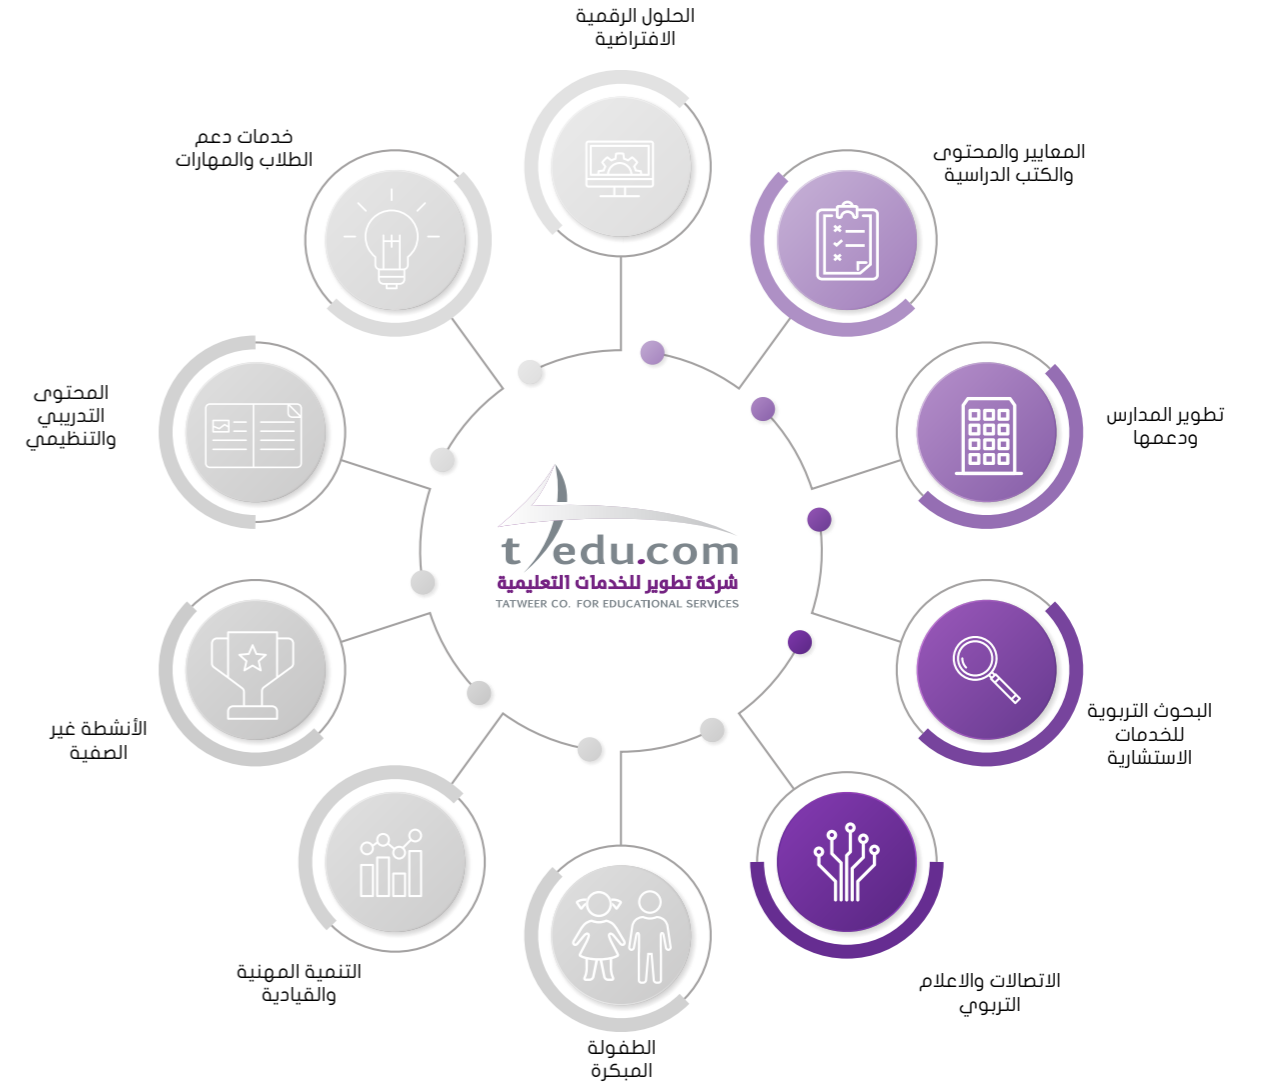 الحلول الرقمية
الافتراضية
المعايير والمحتوى
والكتب الدراسية
تطوير المدارس
ودعمها
البحوث التربوية
للخدمات
الاستشارية
الاتصالات والاعلام
التربوي
الطفولة
المبكرة
التنمية المهنية
والقيادية
الأنشطة غير
الصفية
المحتوى
التدريبي
والتنظيمي
خدمات دعم
الطلاب والمهارات
t4edu.com
شركة تطوير للخدمات التعليمية
TATWEER CO. FOR EDUCATIONAL SERVICES